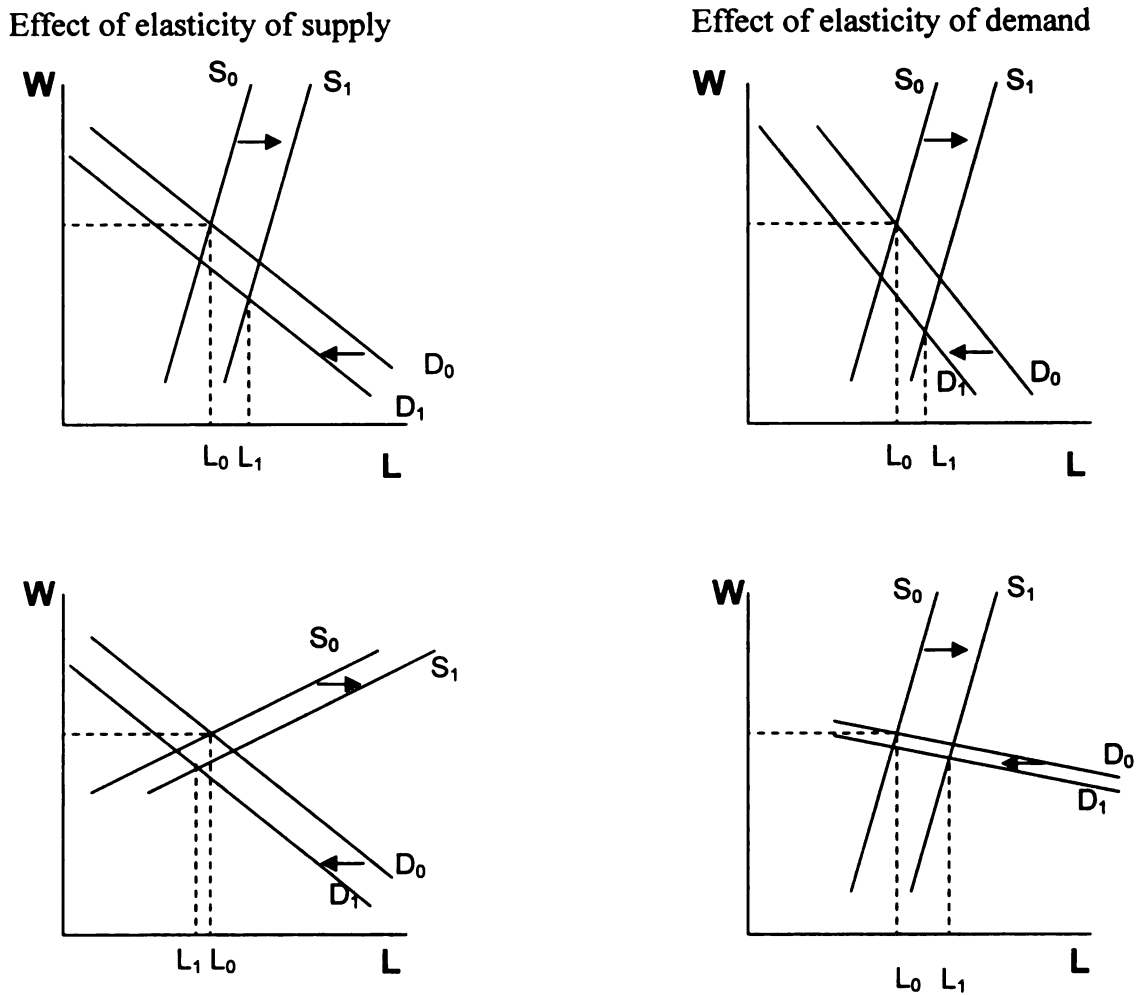 Effect of elasticity of supply
Effect of elasticity of demand
W
S₀
S₁
D₀
D₁
L₀ L₁
L
W
S₀
S₁
D₁
D₀
L₀ L₁
L
W
S₀
S₁
D₀
D₁
L₁ L₀
L
W
S₀
S₁
D₀
D₁
L₀ L₁
L